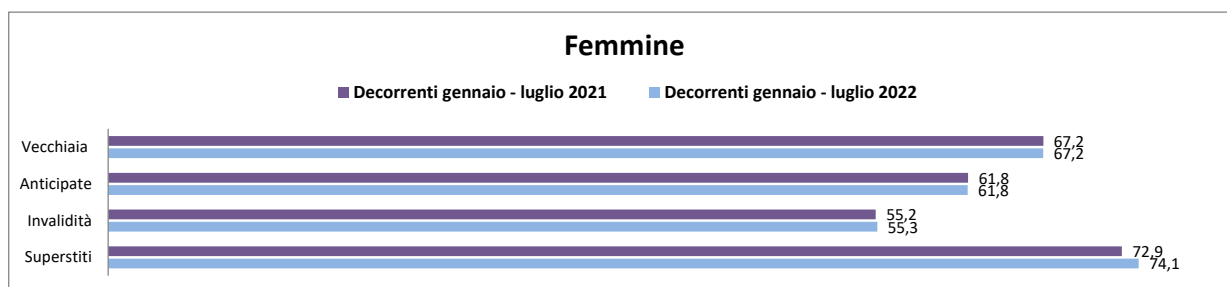 Femmine
Decorrenti gennaio - luglio 2021 Decorrenti gennaio - luglio 2022
Vecchiaia 67,2
67,2
Anticipate 61,8
61,8
Invalidità 55,2
55,3
Superstiti 72,9
74,1